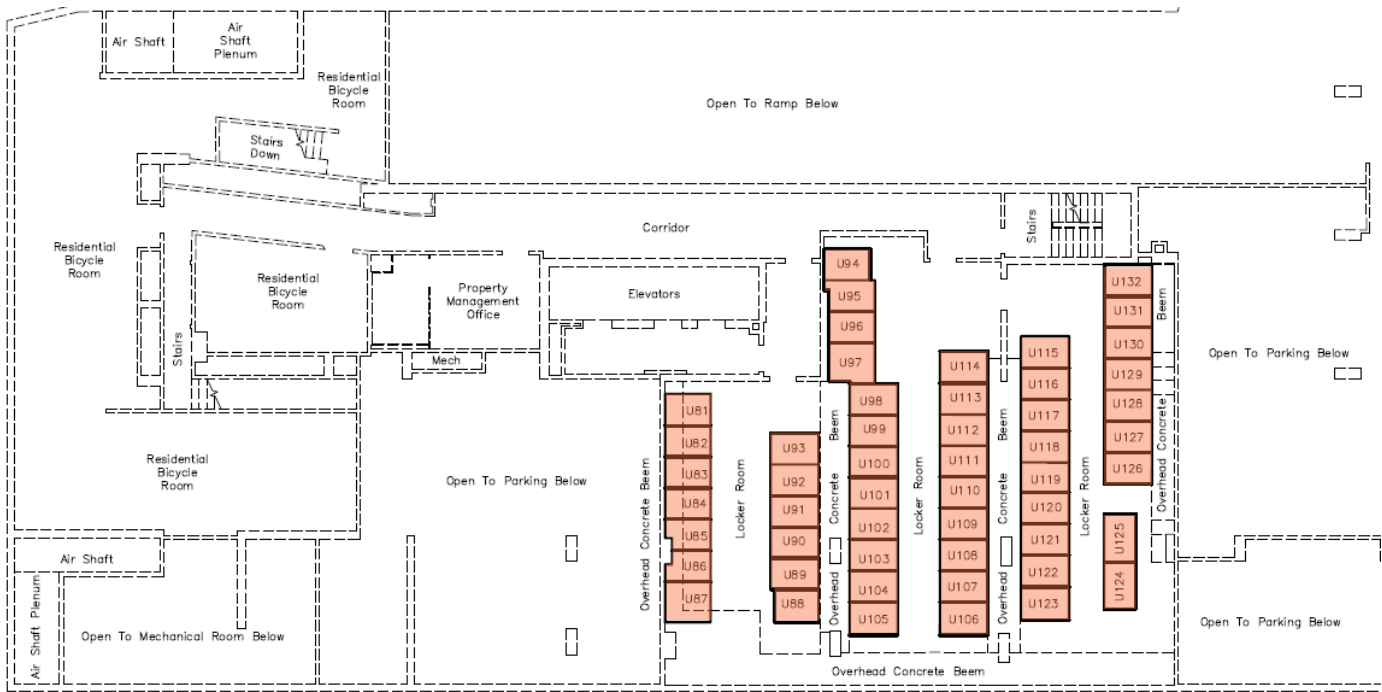 Air Shaft
Air
Shaft
Plenum
Residential
Bicycle
Room
Open To Ramp Below
Stairs
Down
Residential
Bicycle
Room
Corridor
Stairs
Residential
Bicycle
Room
Property
Management
Office
Elevators
Mech
Stairs
Residential
Bicycle
Room
Open To Parking Below
Open To Parking Below
Air Shaft
Air Shaft Plenum
Open To Mechanical Room Below
Overhead Concrete Beem
U81
U82
U83
U84
U85
U86
U87
Locker Room
U93
U92
U91
U90
U89
U88
Overhead Concrete Beem
U94
U95
U96
U97
U98
U99
U100
U101
U102
U103
U104
U105
Locker Room
U114
U113
U112
U111
U110
U109
U108
U107
U106
Overhead Concrete Beem
U115
U116
U117
U118
U119
U120
U121
U122
U123
Locker Room
U132
U131
U130
U129
U128
U127
U126
U125
U124
Overhead Concrete Beem
Open To Parking Below
Overhead Concrete Beem